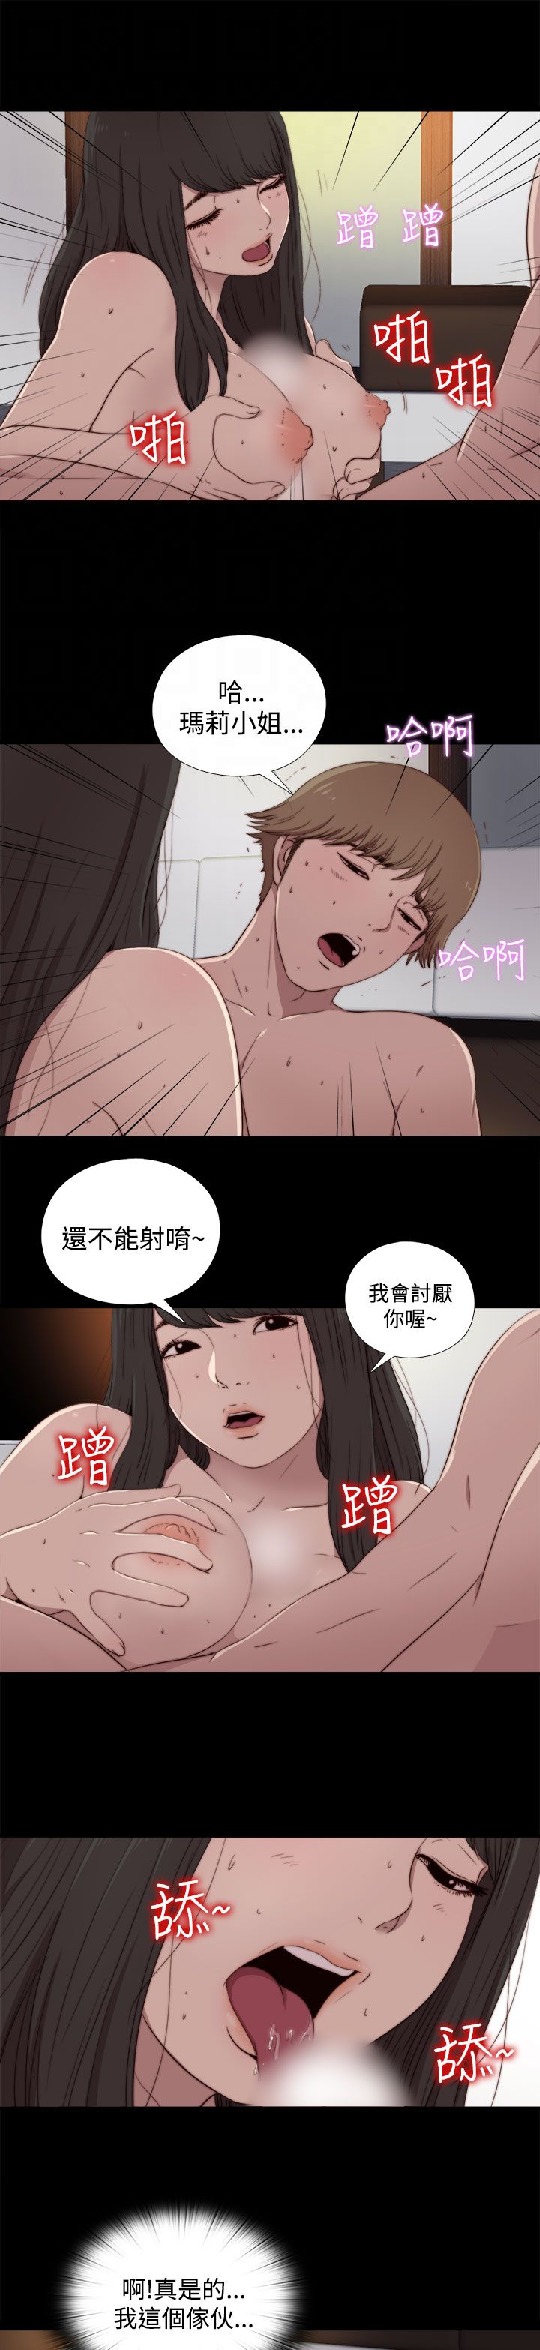 蹭 蹭
啪
啪
啪
哈...
瑪莉小姐...
哈啊
哈啊
還不能射唷~
我會討厭
你喔~
蹭
蹭
舔~
舔~
啊!真是的...
我這個傢伙...